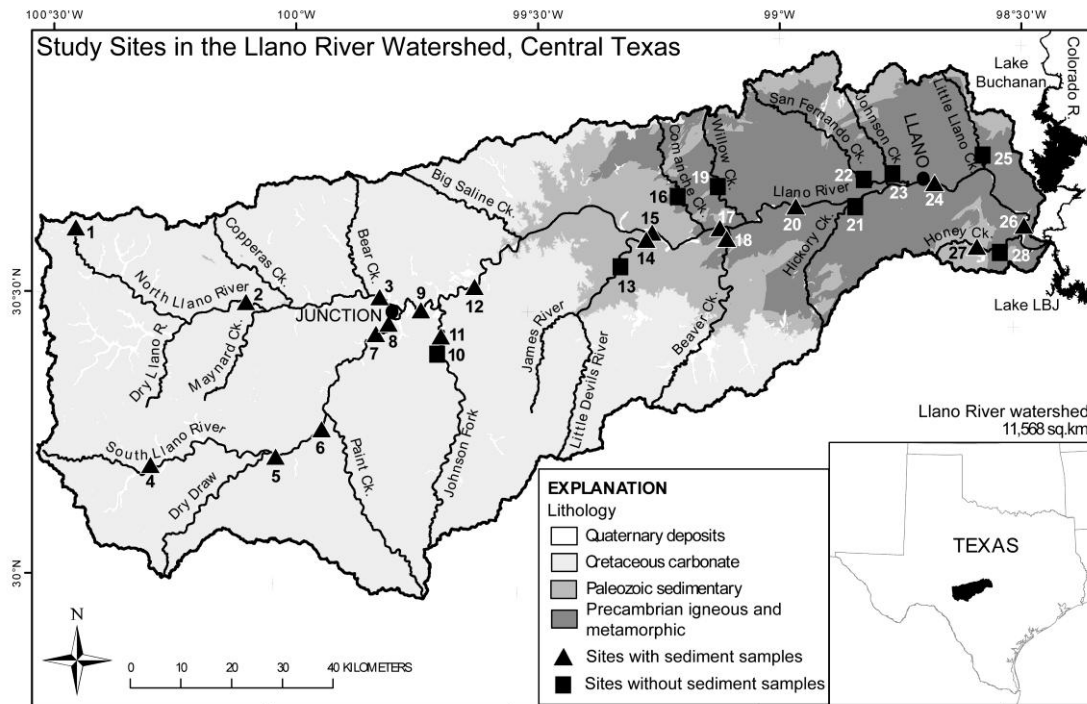 100°30'W
100°W
99°30'W
99°W
98°30'W
Study Sites in the Llano River Watershed, Central Texas
Lake
Buchanan
Colorado R.
San Fernando Ck.
Johnson Ck.
LLANO
Little Llano Ck.
Comanche Ck.
Willow Ck.
Big Saline Ck.
Llano River
Hickory Ck.
Honey Ck.
Lake LBJ
Copperas Ck.
Bear Ck.
North Llano River
Dry Llano R.
Maynard Ck.
JUNCTION
James River
Little Devils River
Beaver Ck.
South Llano River
Dry Draw
Paint Ck.
Johnson Fork
1
2
3
4
5
6
7
8
9
10
11
12
13
14
15
16
17
18
19
20
21
22
23
24
25
26
27
28
30°30'N
30°N
Llano River watershed
11,568 sq.km
N
0 10 20 30 40 KILOMETERS
EXPLANATION
Lithology
Quaternary deposits
Cretaceous carbonate
Paleozoic sedimentary
Precambrian igneous and
metamorphic
Sites with sediment samples
Sites without sediment samples
TEXAS